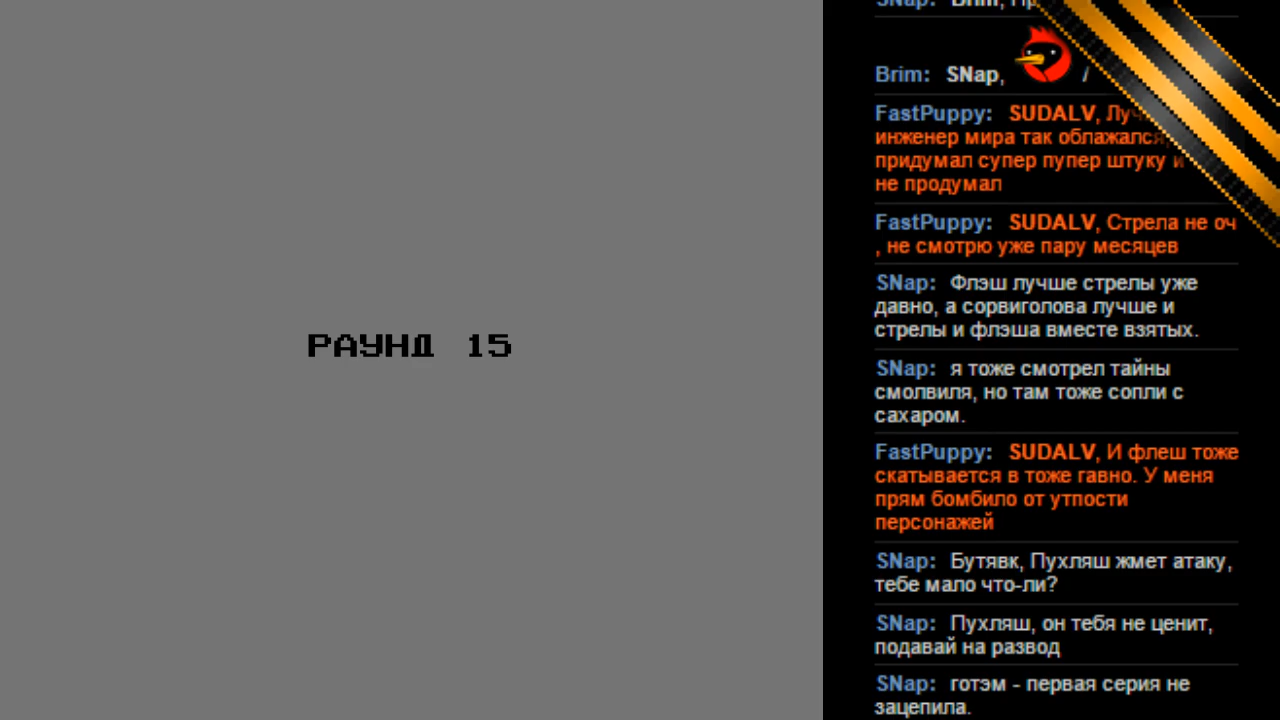 SNap: Brim,
Brim: SNap, /
FastPuppy: SUDALV,
инженер мира так облажался,
придумал супер пупер штуку и
не продумал
FastPuppy: SUDALV, Стрела не оч
, не смотрю уже пару месяцев
SNap: Флэш лучше стрелы уже
давно, а сорвиголова лучше и
стрелы и флэша вместе взятых.
РАУНД 15
SNap: я тоже смотрел тайны
смолвиля, но там тоже сопли с
сахаром.
FastPuppy: SUDALV, И флеш тоже
скатывается в тоже гавно. У меня
прям бомбило от утпости
персонажей
SNap: Бутявк, Пухляш жмет атаку,
тебе мало что-ли?
SNap: Пухляш, он тебя не ценит,
подавай на развод
SNap: готэм - первая серия не
зацепила.